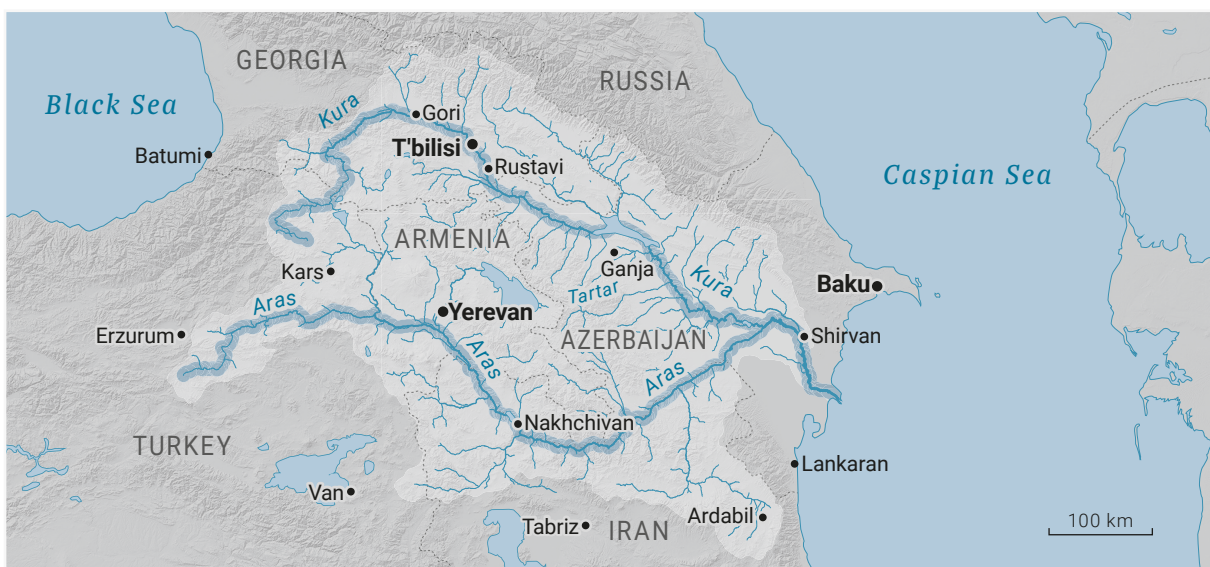 GEORGIA
RUSSIA
Black Sea
Kura
Gori
T'bilisi
Batumi
Rustavi
Caspian Sea
ARMENIA
Kars
Ganja
Kura
Tartar
Baku
Aras
Yerevan
Erzurum
AZERBAIJAN
Shirvan
Aras
Aras
Nakhchivan
TURKEY
Lankaran
Van
Ardabil
Tabriz
IRAN
100 km